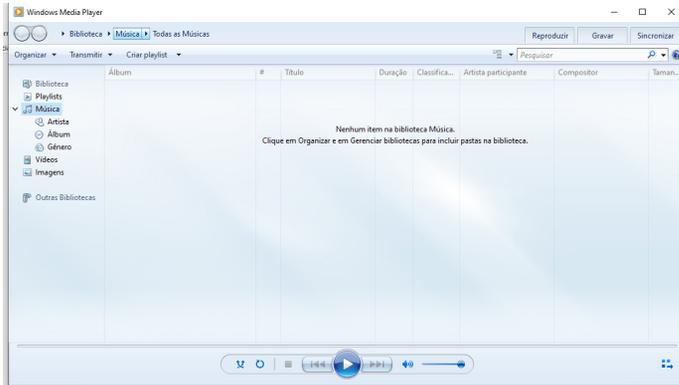 Windows Media Player
Biblioteca Música Todas as Músicas
Reproduzir Gravar Sincronizar
Organizar Transmitir Criar playlist Pesquisar
Álbum # Título Duração Classifica... Artista participante Compositor Taman...
Biblioteca
Playlists
Música
Artista
Álbum
Gênero
Vídeos
Imagens
Outras Bibliotecas
Nenhum item na biblioteca Música.
Clique em Organizar e em Gerenciar bibliotecas para incluir pastas na biblioteca.